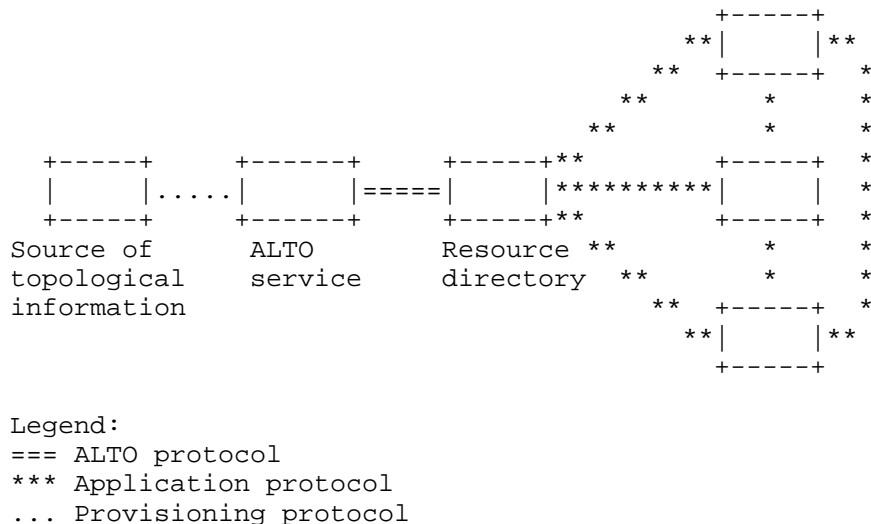 Source of ALTO Resource
topological service directory
information
Legend:
=== ALTO protocol
*** Application protocol
... Provisioning protocol